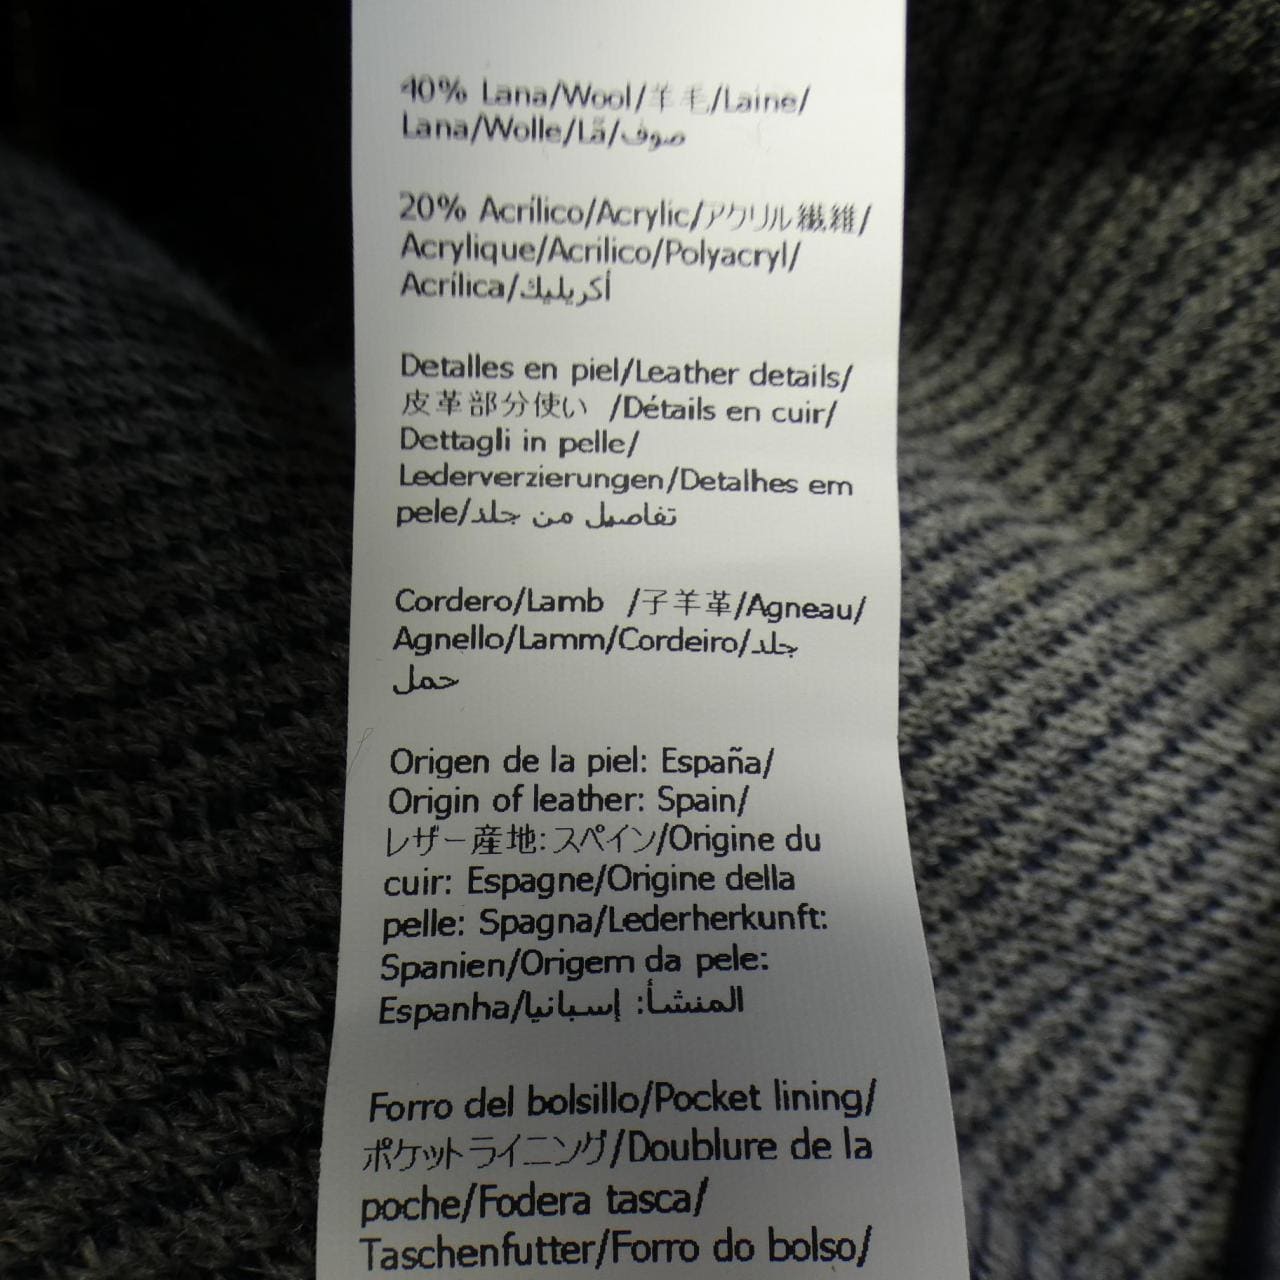 40% Lana/Wool/羊毛/Laine/
Lana/Wolle/Lã/صوف
20% Acrílico/Acrylic/アクリル繊維/
Acrylique/Acrilico/Polyacryl/
Acrílica/أكريليك
Detalles en piel/Leather details/
皮革部分使い /Détails en cuir/
Dettagli in pelle/
Lederverzierungen/Detalhes em
pele/تفاصيل من جلد
Cordero/Lamb /子羊革/Agneau/
Agnello/Lamm/Cordeiro/جلد
حمل
Origen de la piel: España/
Origin of leather: Spain/
レザー産地: スペイン/Origine du
cuir: Espagne/Origine della
pelle: Spagna/Lederherkunft:
Spanien/Origem da pele:
Espanha/المنشأ: إسبانيا
Forro del bolsillo/Pocket lining/
ポケットライニング/Doublure de la
poche/Fodera tasca/
Taschenfutter/Forro do bolso/